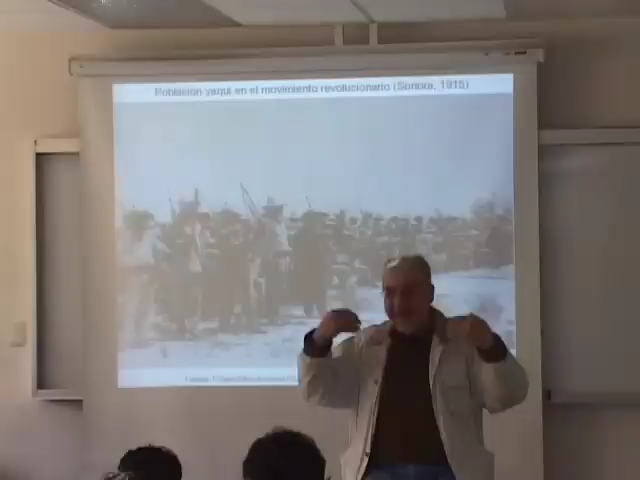 Población yaqui en el movimiento revolucionario (Sonora, 1915)